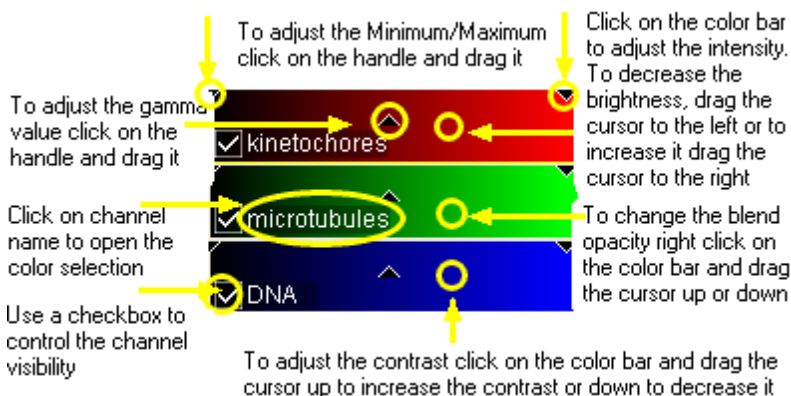 To adjust the Minimum/Maximum
click on the handle and drag it
Click on the color bar
to adjust the intensity.
To decrease the
brightness, drag the
cursor to the left or to
increase it drag the
cursor to the right
To adjust the gamma
value click on the
handle and drag it
kinetochores
Click on channel
name to open the
color selection
microtubules
To change the blend
opacity right click on
the color bar and drag
the cursor up or down
DNA
Use a checkbox to
control the channel
visibility
To adjust the contrast click on the color bar and drag the
cursor up to increase the contrast or down to decrease it